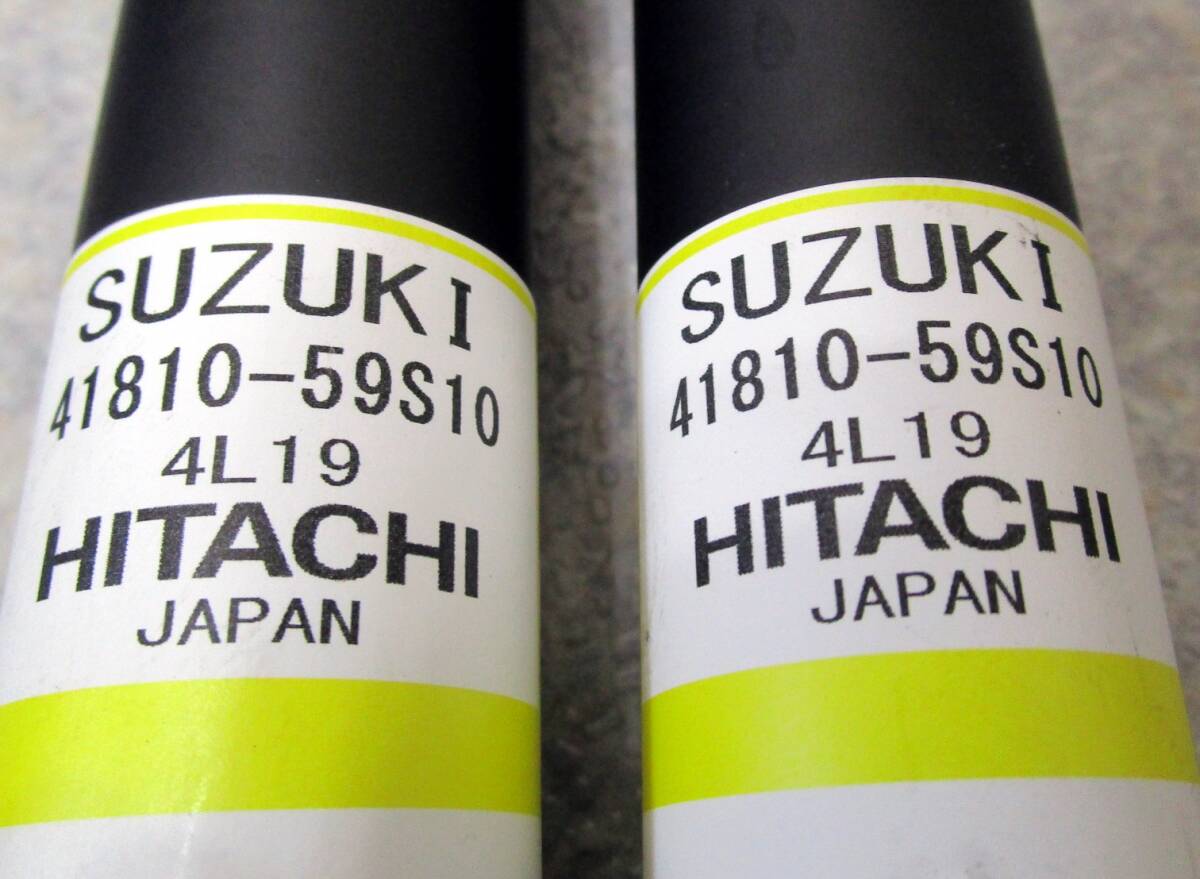 SUZUKI
41810-59S10
4L19
HITACHI
JAPAN
SUZUKI
41810-59S10
4L19
HITACHI
JAPAN